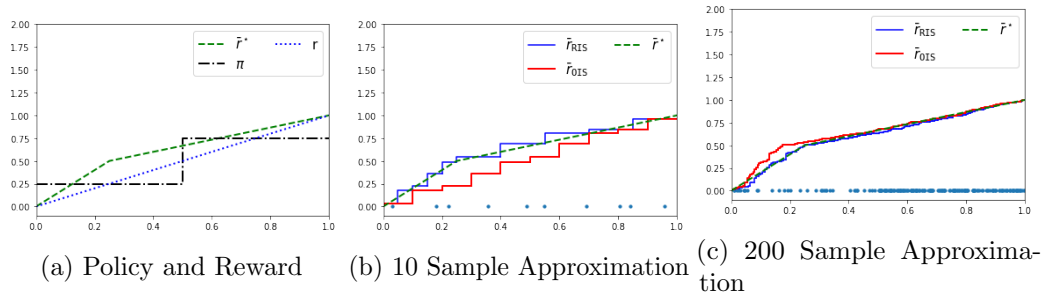 2.00
1.75
1.50
1.25
1.00
0.75
0.50
0.25
0.00
0.0 0.2 0.4 0.6 0.8 1.0
r̄* r
π
(a) Policy and Reward
2.00
1.75
1.50
1.25
1.00
0.75
0.50
0.25
0.00
0.0 0.2 0.4 0.6 0.8 1.0
r̄RIS r̄*
r̄OIS
(b) 10 Sample Approximation
2.00
1.75
1.50
1.25
1.00
0.75
0.50
0.25
0.00
0.0 0.2 0.4 0.6 0.8 1.0
r̄RIS r̄*
r̄OIS
(c) 200 Sample Approxima-
tion